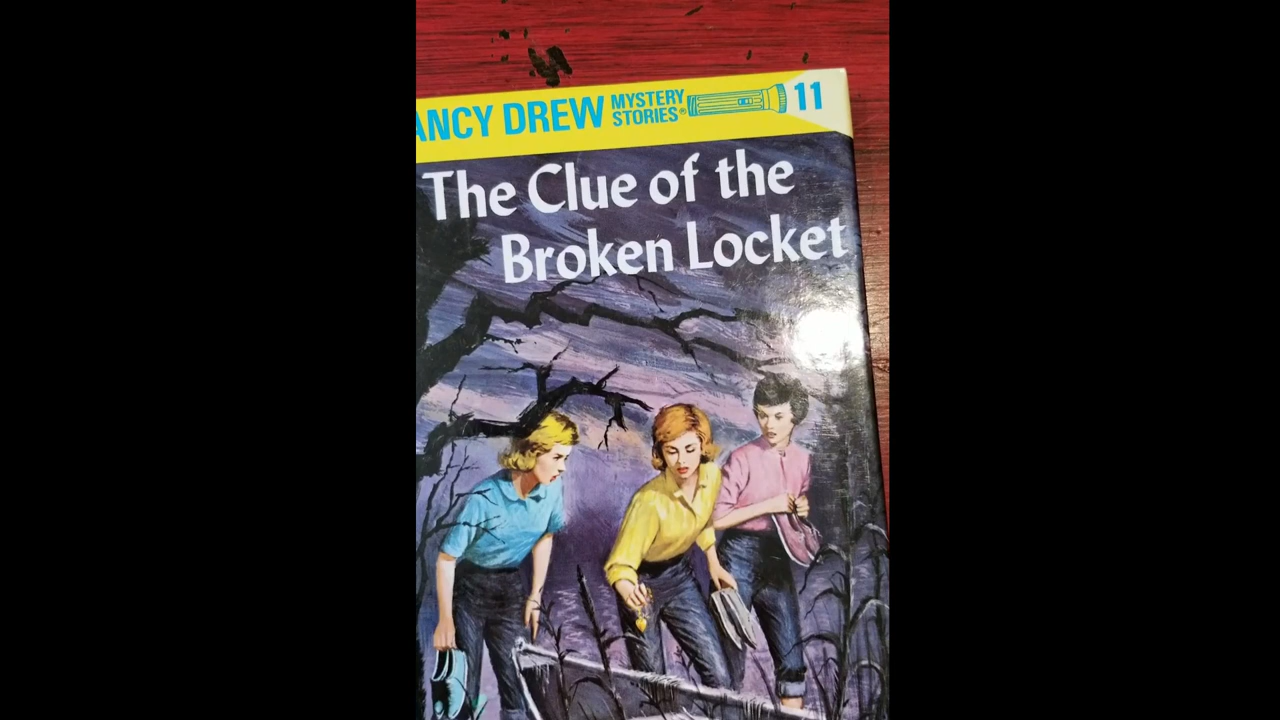 ANCY DREW MYSTERY STORIES® 11
The Clue of the
Broken Locket